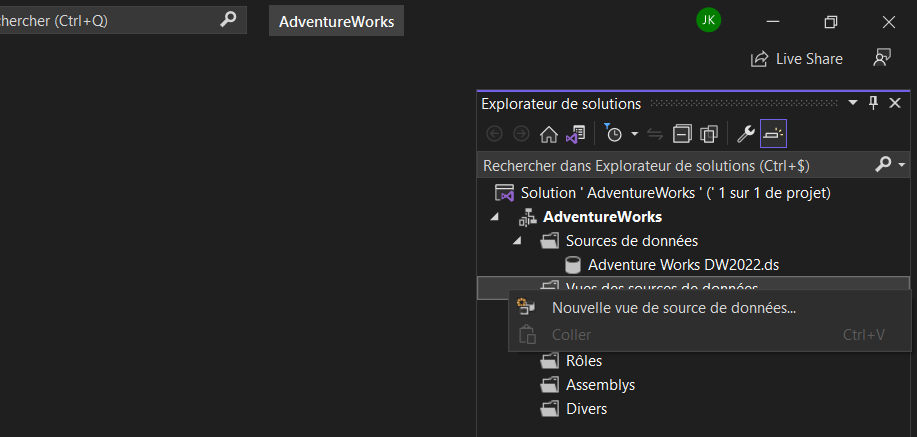 hercher (Ctrl+Q)
AdventureWorks
JK
Live Share
Explorateur de solutions
Rechercher dans Explorateur de solutions (Ctrl+$)
Solution ' AdventureWorks ' (' 1 sur 1 de projet)
AdventureWorks
Sources de données
Adventure Works DW2022.ds
Vues des sources de données
Nouvelle vue de source de données...
Coller Ctrl+V
Rôles
Assemblys
Divers